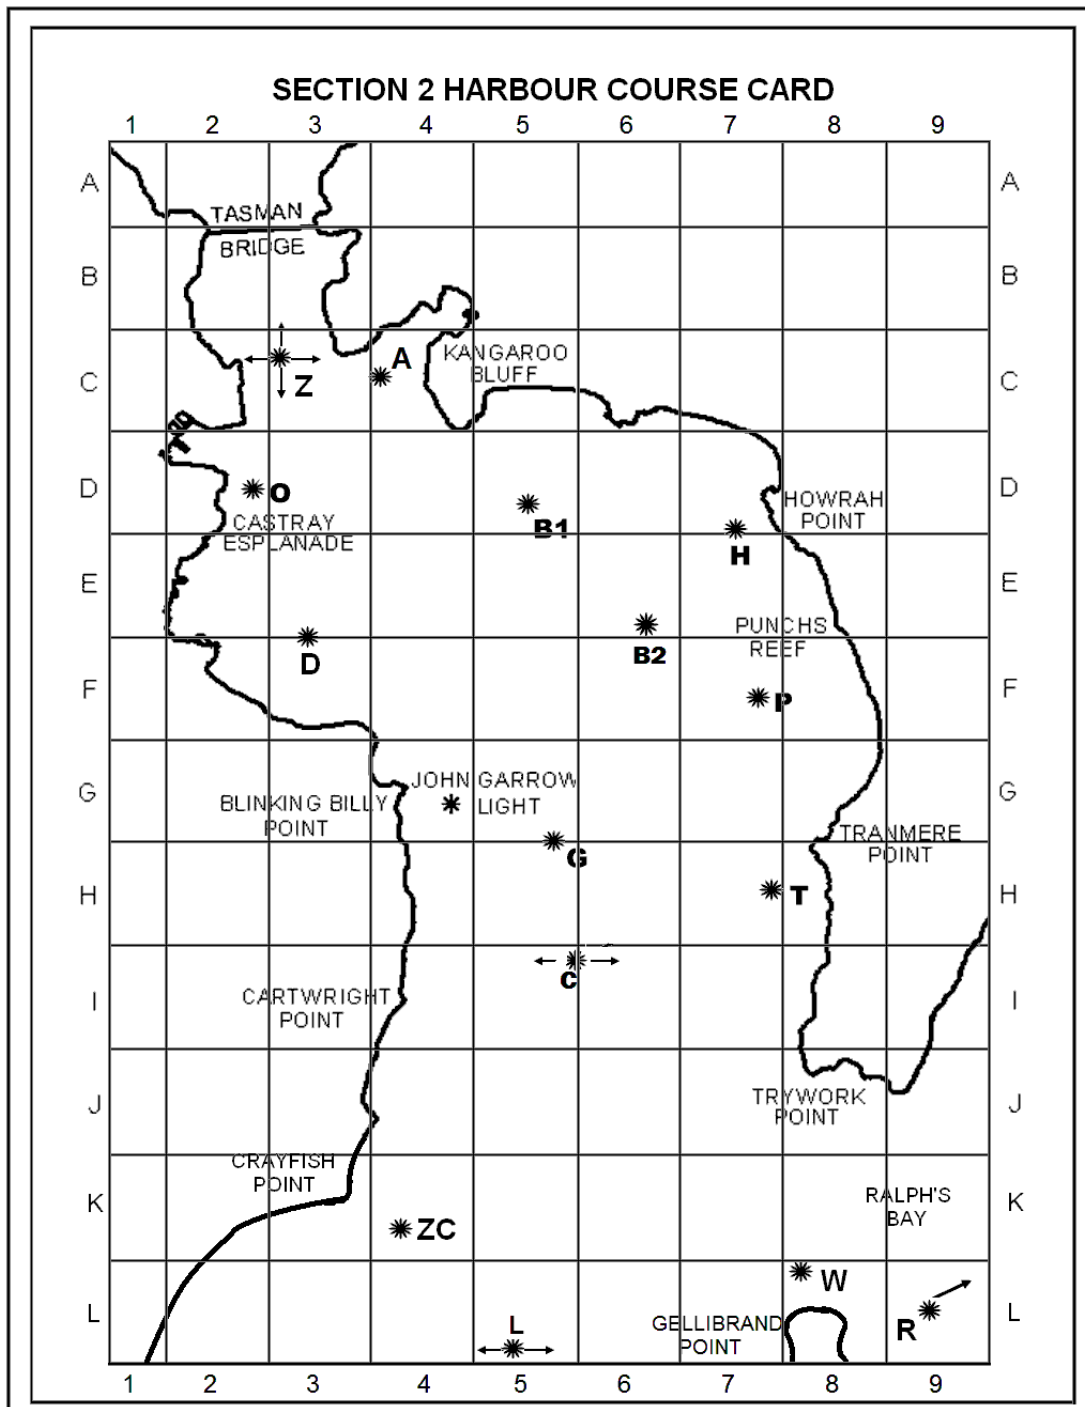 SECTION 2 HARBOUR COURSE CARD
1 2 3 4 5 6 7 8 9
A A
TASMAN
BRIDGE
B B
A
KANGAROO
BLUFF
Z
C C
D D
O
CASTRAY
ESPLANADE
B1
HOWRAH
POINT
H
E E
PUNCHS
REEF
D
B2
F F
P
G G
JOHN GARROW
LIGHT
BLINKING BILLY
POINT
G
TRANMERE
POINT
H H
T
C
I I
CARTWRIGHT
POINT
J J
TRYWORK
POINT
CRAYFISH
POINT
K K
RALPH'S
BAY
ZC
W
L L
L
GELLIBRAND
POINT
R
1 2 3 4 5 6 7 8 9